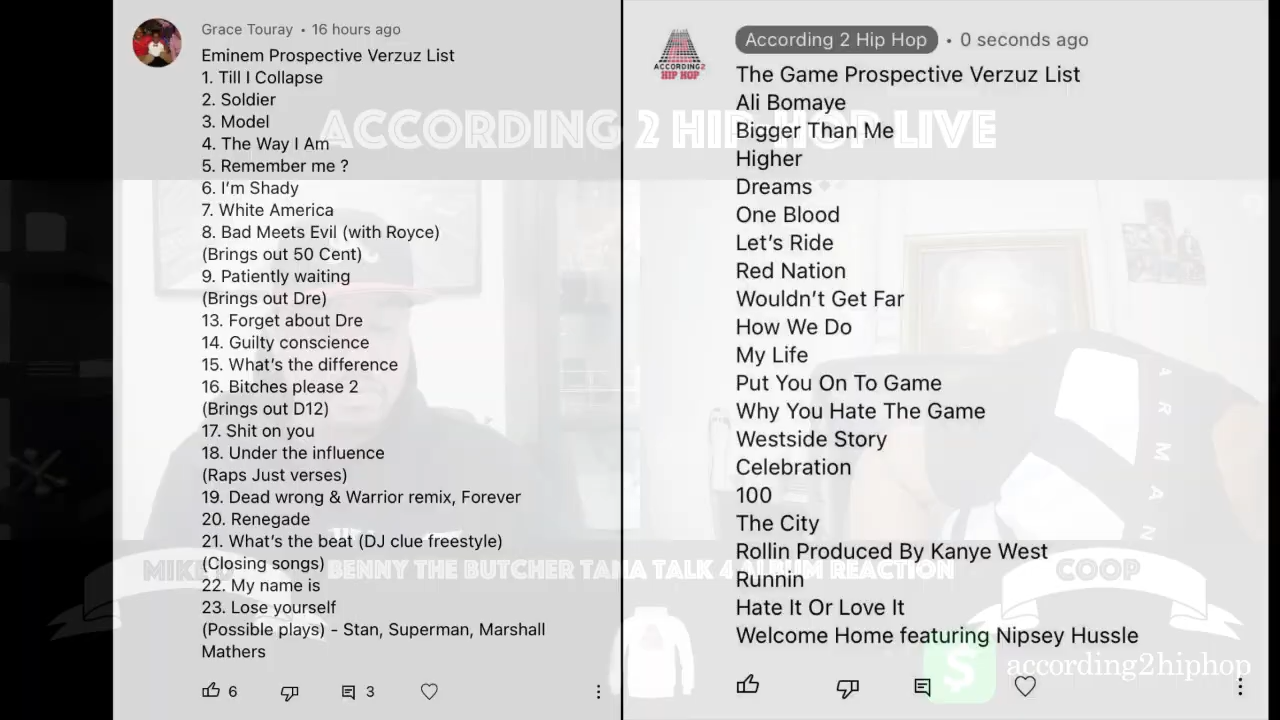 Grace Touray • 16 hours ago
Eminem Prospective Verzuz List
1. Till I Collapse
2. Soldier
3. Model
4. The Way I Am
5. Remember me ?
6. I'm Shady
7. White America
8. Bad Meets Evil (with Royce)
(Brings out 50 Cent)
9. Patiently waiting
(Brings out Dre)
13. Forget about Dre
14. Guilty conscience
15. What's the difference
16. Bitches please 2
(Brings out D12)
17. Shit on you
18. Under the influence
(Raps Just verses)
19. Dead wrong & Warrior remix, Forever
20. Renegade
21. What's the beat (DJ clue freestyle)
(Closing songs)
22. My name is
23. Lose yourself
(Possible plays) - Stan, Superman, Marshall
Mathers
6
3
ACCORDING2
HIP HOP
According 2 Hip Hop • 0 seconds ago
The Game Prospective Verzuz List
Ali Bomaye
Bigger Than Me
Higher
Dreams
One Blood
Let's Ride
Red Nation
Wouldn't Get Far
How We Do
My Life
Put You On To Game
Why You Hate The Game
Westside Story
Celebration
100
The City
Rollin Produced By Kanye West
Runnin
Hate It Or Love It
Welcome Home featuring Nipsey Hussle
ACCORDING 2 HIP HOP LIVE
BENNY THE BUTCHER TANA TALK 4 ALBUM REACTION
COOP
$ according2hiphop